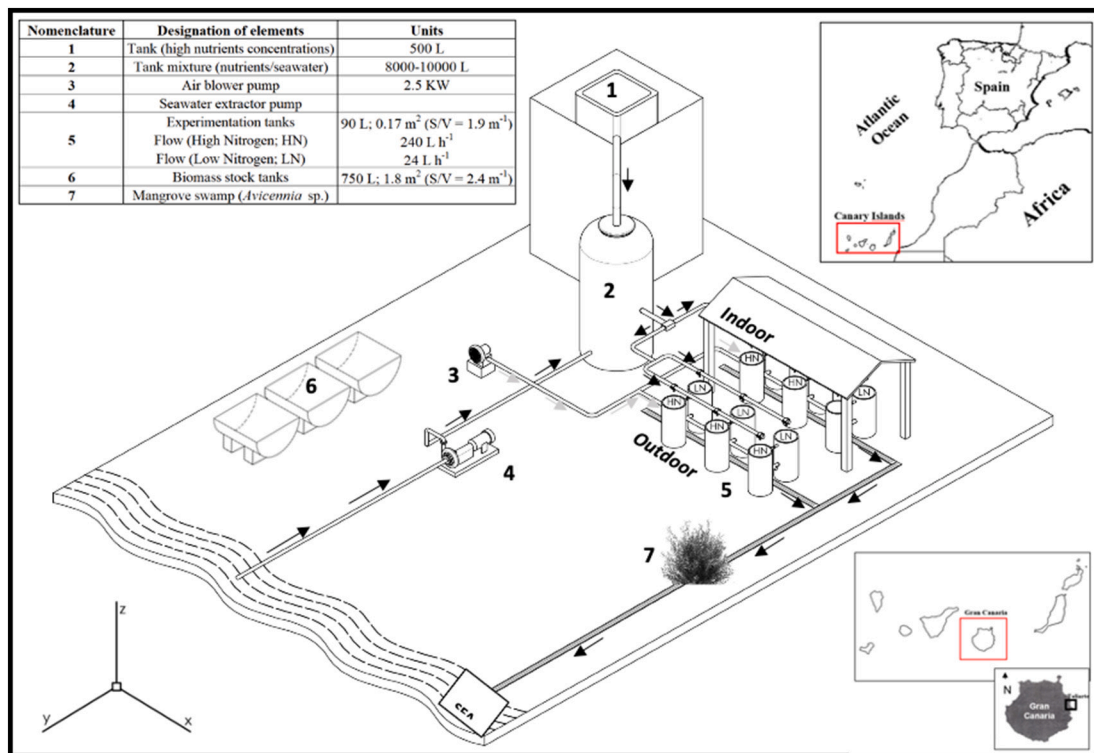 Nomenclature Designation of elements Units
1 Tank (high nutrients concentrations) 500 L
2 Tank mixture (nutrients/seawater) 8000-10000 L
3 Air blower pump 2.5 KW
4 Seawater extractor pump
5 Experimentation tanks 90 L; 0.17 m² (S/V = 1.9 m⁻¹)
Flow (High Nitrogen; HN) 240 L h⁻¹
Flow (Low Nitrogen; LN) 24 L h⁻¹
6 Biomass stock tanks 750 L; 1.8 m² (S/V = 2.4 m⁻¹)
7 Mangrove swamp (Avicennia sp.)
Spain
Atlantic
Ocean
Africa
Canary Islands
1
2
Indoor
HN
HN
LN
LN
HN
LN
HN
LN
HN
3
6
Outdoor
4
5
7
SEA
z
y
x
Gran Canaria
N
Gran
Canaria